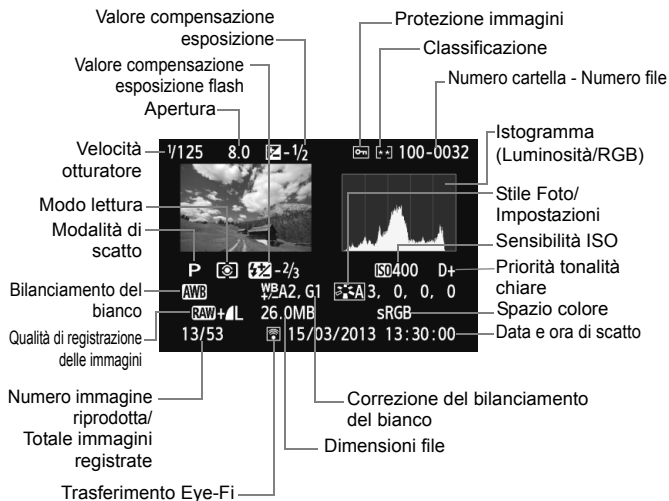 Valore compensazione
esposizione
Valore compensazione
esposizione flash
Apertura
Velocità
otturatore
Modo lettura
Modalità di
scatto
Bilanciamento del
bianco
Qualità di registrazione
delle immagini
Numero immagine
riprodotta/
Totale immagini
registrate
Trasferimento Eye-Fi
Protezione immagini
Classificazione
Numero cartella - Numero file
Istogramma
(Luminosità/RGB)
Stile Foto/
Impostazioni
Sensibilità ISO
Priorità tonalità
chiare
Spazio colore
Data e ora di scatto
Correzione del bilanciamento
del bianco
Dimensioni file
1/125 8.0 -1/2 100-0032
P -2/3 ISO 400 D+
AWB WB A2, G1 A 3, 0, 0, 0
RAW+L 26.0MB sRGB
13/53 15/03/2013 13:30:00